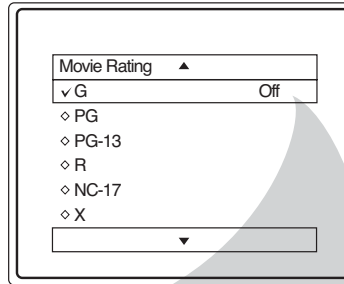 Movie Rating ▲
✓ G Off
◇ PG
◇ PG-13
◇ R
◇ NC-17
◇ X
▼